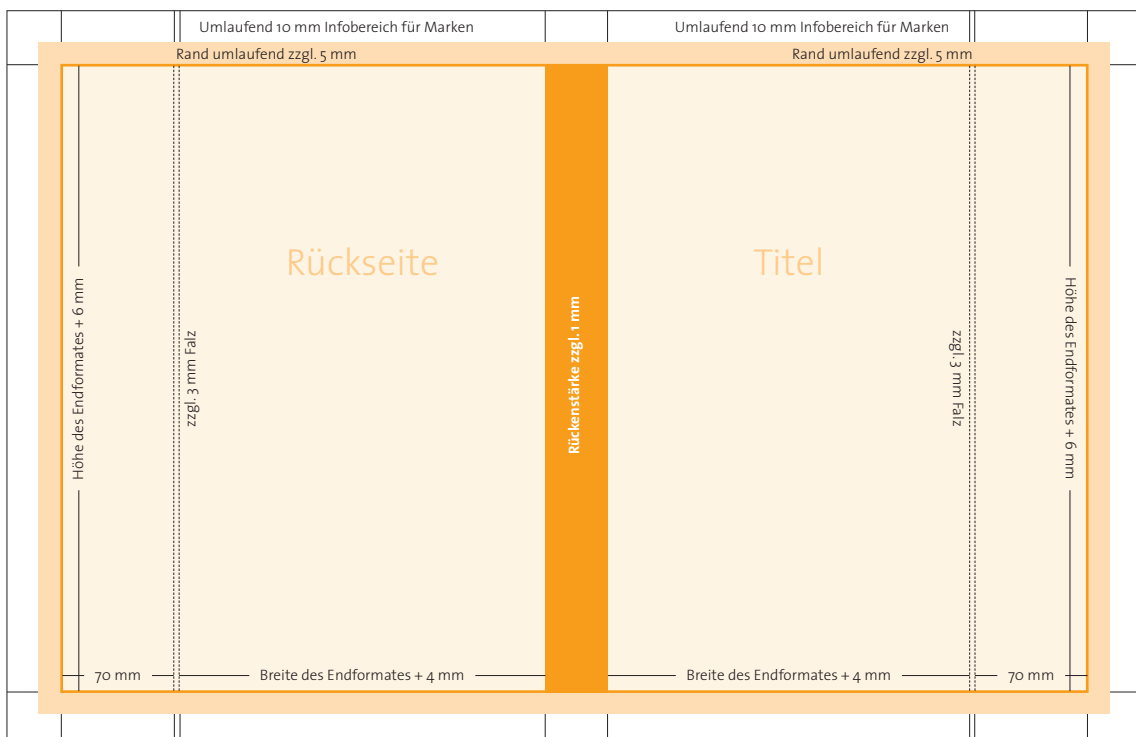 Umlaufend 10 mm Infobereich für Marken
Umlaufend 10 mm Infobereich für Marken
Rand umlaufend zzgl. 5 mm
Rand umlaufend zzgl. 5 mm
Rückseite
Titel
Höhe des Endformates + 6 mm
zzgl. 3 mm Falz
Rückenstärke zzgl. 1 mm
zzgl. 3 mm Falz
Höhe des Endformates + 6 mm
70 mm
Breite des Endformates + 4 mm
Breite des Endformates + 4 mm
70 mm